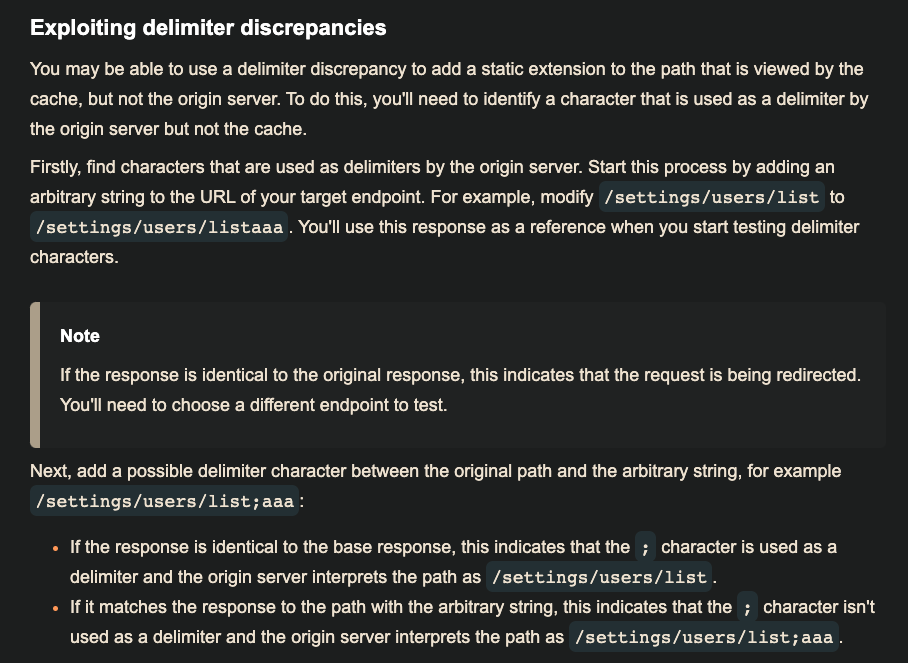 Exploiting delimiter discrepancies
You may be able to use a delimiter discrepancy to add a static extension to the path that is viewed by the
cache, but not the origin server. To do this, you'll need to identify a character that is used as a delimiter by
the origin server but not the cache.
Firstly, find characters that are used as delimiters by the origin server. Start this process by adding an
arbitrary string to the URL of your target endpoint. For example, modify /settings/users/list to
/settings/users/listaaa. You'll use this response as a reference when you start testing delimiter
characters.
Note
If the response is identical to the original response, this indicates that the request is being redirected.
You'll need to choose a different endpoint to test.
Next, add a possible delimiter character between the original path and the arbitrary string, for example
/settings/users/list;aaa:
• If the response is identical to the base response, this indicates that the ; character is used as a
delimiter and the origin server interprets the path as /settings/users/list.
• If it matches the response to the path with the arbitrary string, this indicates that the ; character isn't
used as a delimiter and the origin server interprets the path as /settings/users/list;aaa.